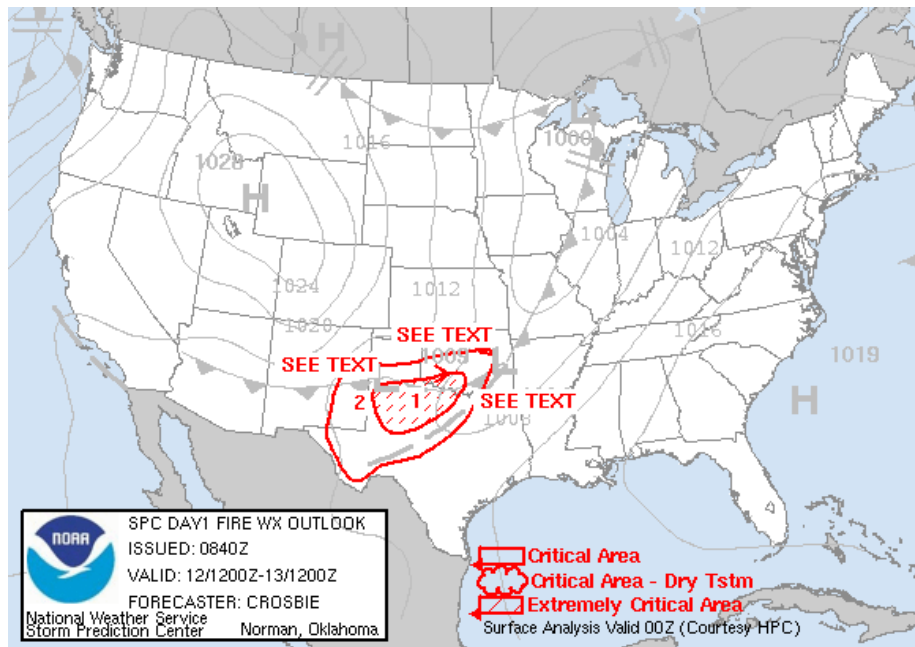 H
L
1016
1000
1028
H
1004
1012
1024
1012
1020
1016
SEE TEXT
1009
L
1019
SEE TEXT
L
2
1
SEE TEXT
1008
H
NOAA
SPC DAY1 FIRE WX OUTLOOK
ISSUED: 0840Z
VALID: 12/1200Z-13/1200Z
FORECASTER: CROSBIE
National Weather Service
Storm Prediction Center
Norman, Oklahoma
Critical Area
Critical Area - Dry Tstm
Extremely Critical Area
Surface Analysis Valid 00Z (Courtesy HPC)